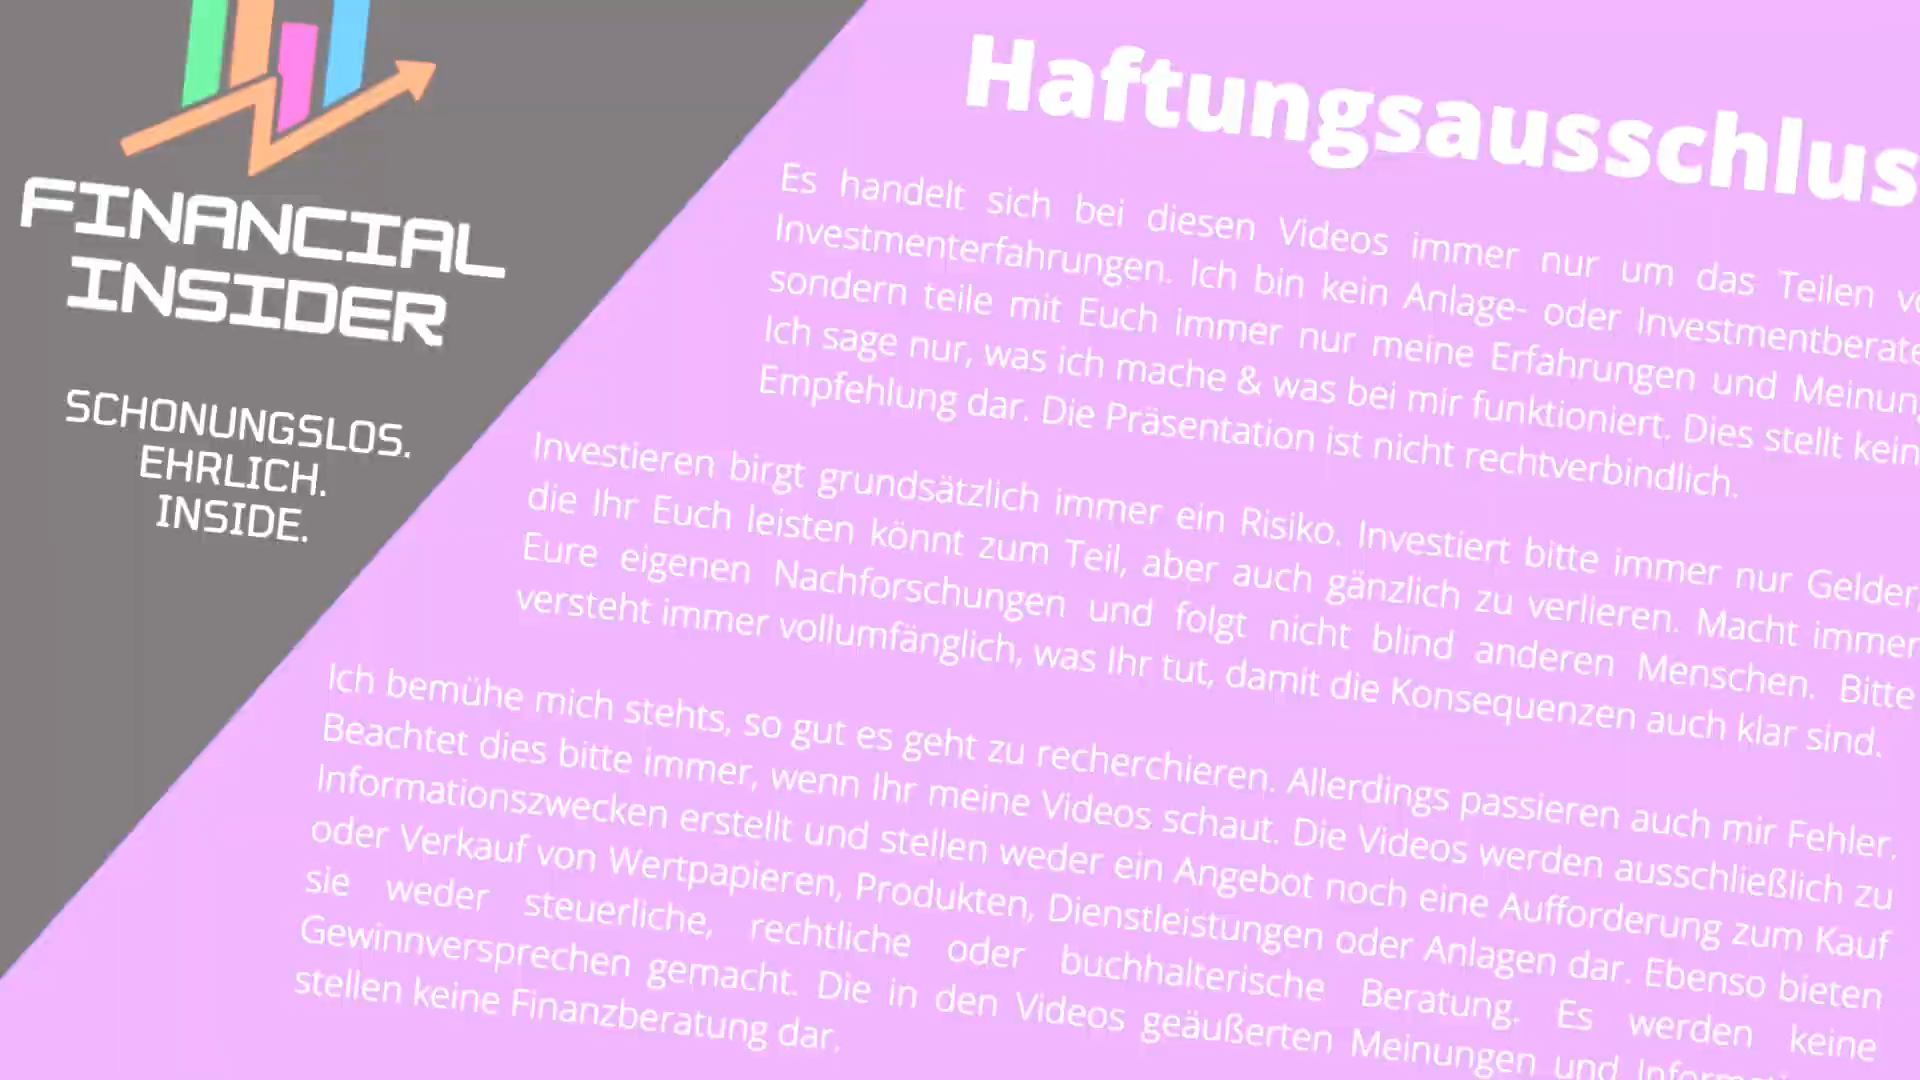 FINANCIAL
INSIDER
SCHONUNGSLOS.
EHRLICH.
INSIDE.
Haftungsausschlus
Es handelt sich bei diesen Videos immer nur um das Teilen
Investmenterfahrungen. Ich bin kein Anlage- oder Investmentberate
sondern teile mit Euch immer nur meine Erfahrungen und Meinung
Ich sage nur, was ich mache & was bei mir funktioniert. Dies stellt kein
Empfehlung dar. Die Präsentation ist nicht rechtverbindlich.
Investieren birgt grundsätzlich immer ein Risiko. Investiert bitte immer nur Gelder,
die Ihr Euch leisten könnt zum Teil, aber auch gänzlich zu verlieren. Macht immer
Eure eigenen Nachforschungen und folgt nicht blind anderen Menschen. Bitte
versteht immer vollumfänglich, was Ihr tut, damit die Konsequenzen auch klar sind.
Ich bemühe mich stehts, so gut es geht zu recherchieren. Allerdings passieren auch mir Fehler.
Beachtet dies bitte immer, wenn Ihr meine Videos schaut. Die Videos werden ausschließlich zu
Informationszwecken erstellt und stellen weder ein Angebot noch eine Aufforderung zum Kauf
oder Verkauf von Wertpapieren, Produkten, Dienstleistungen oder Anlagen dar. Ebenso bieten
sie weder steuerliche, rechtliche oder buchhalterische Beratung. Es werden keine
Gewinnversprechen gemacht. Die in den Videos geäußerten Meinungen und
stellen keine Finanzberatung dar.